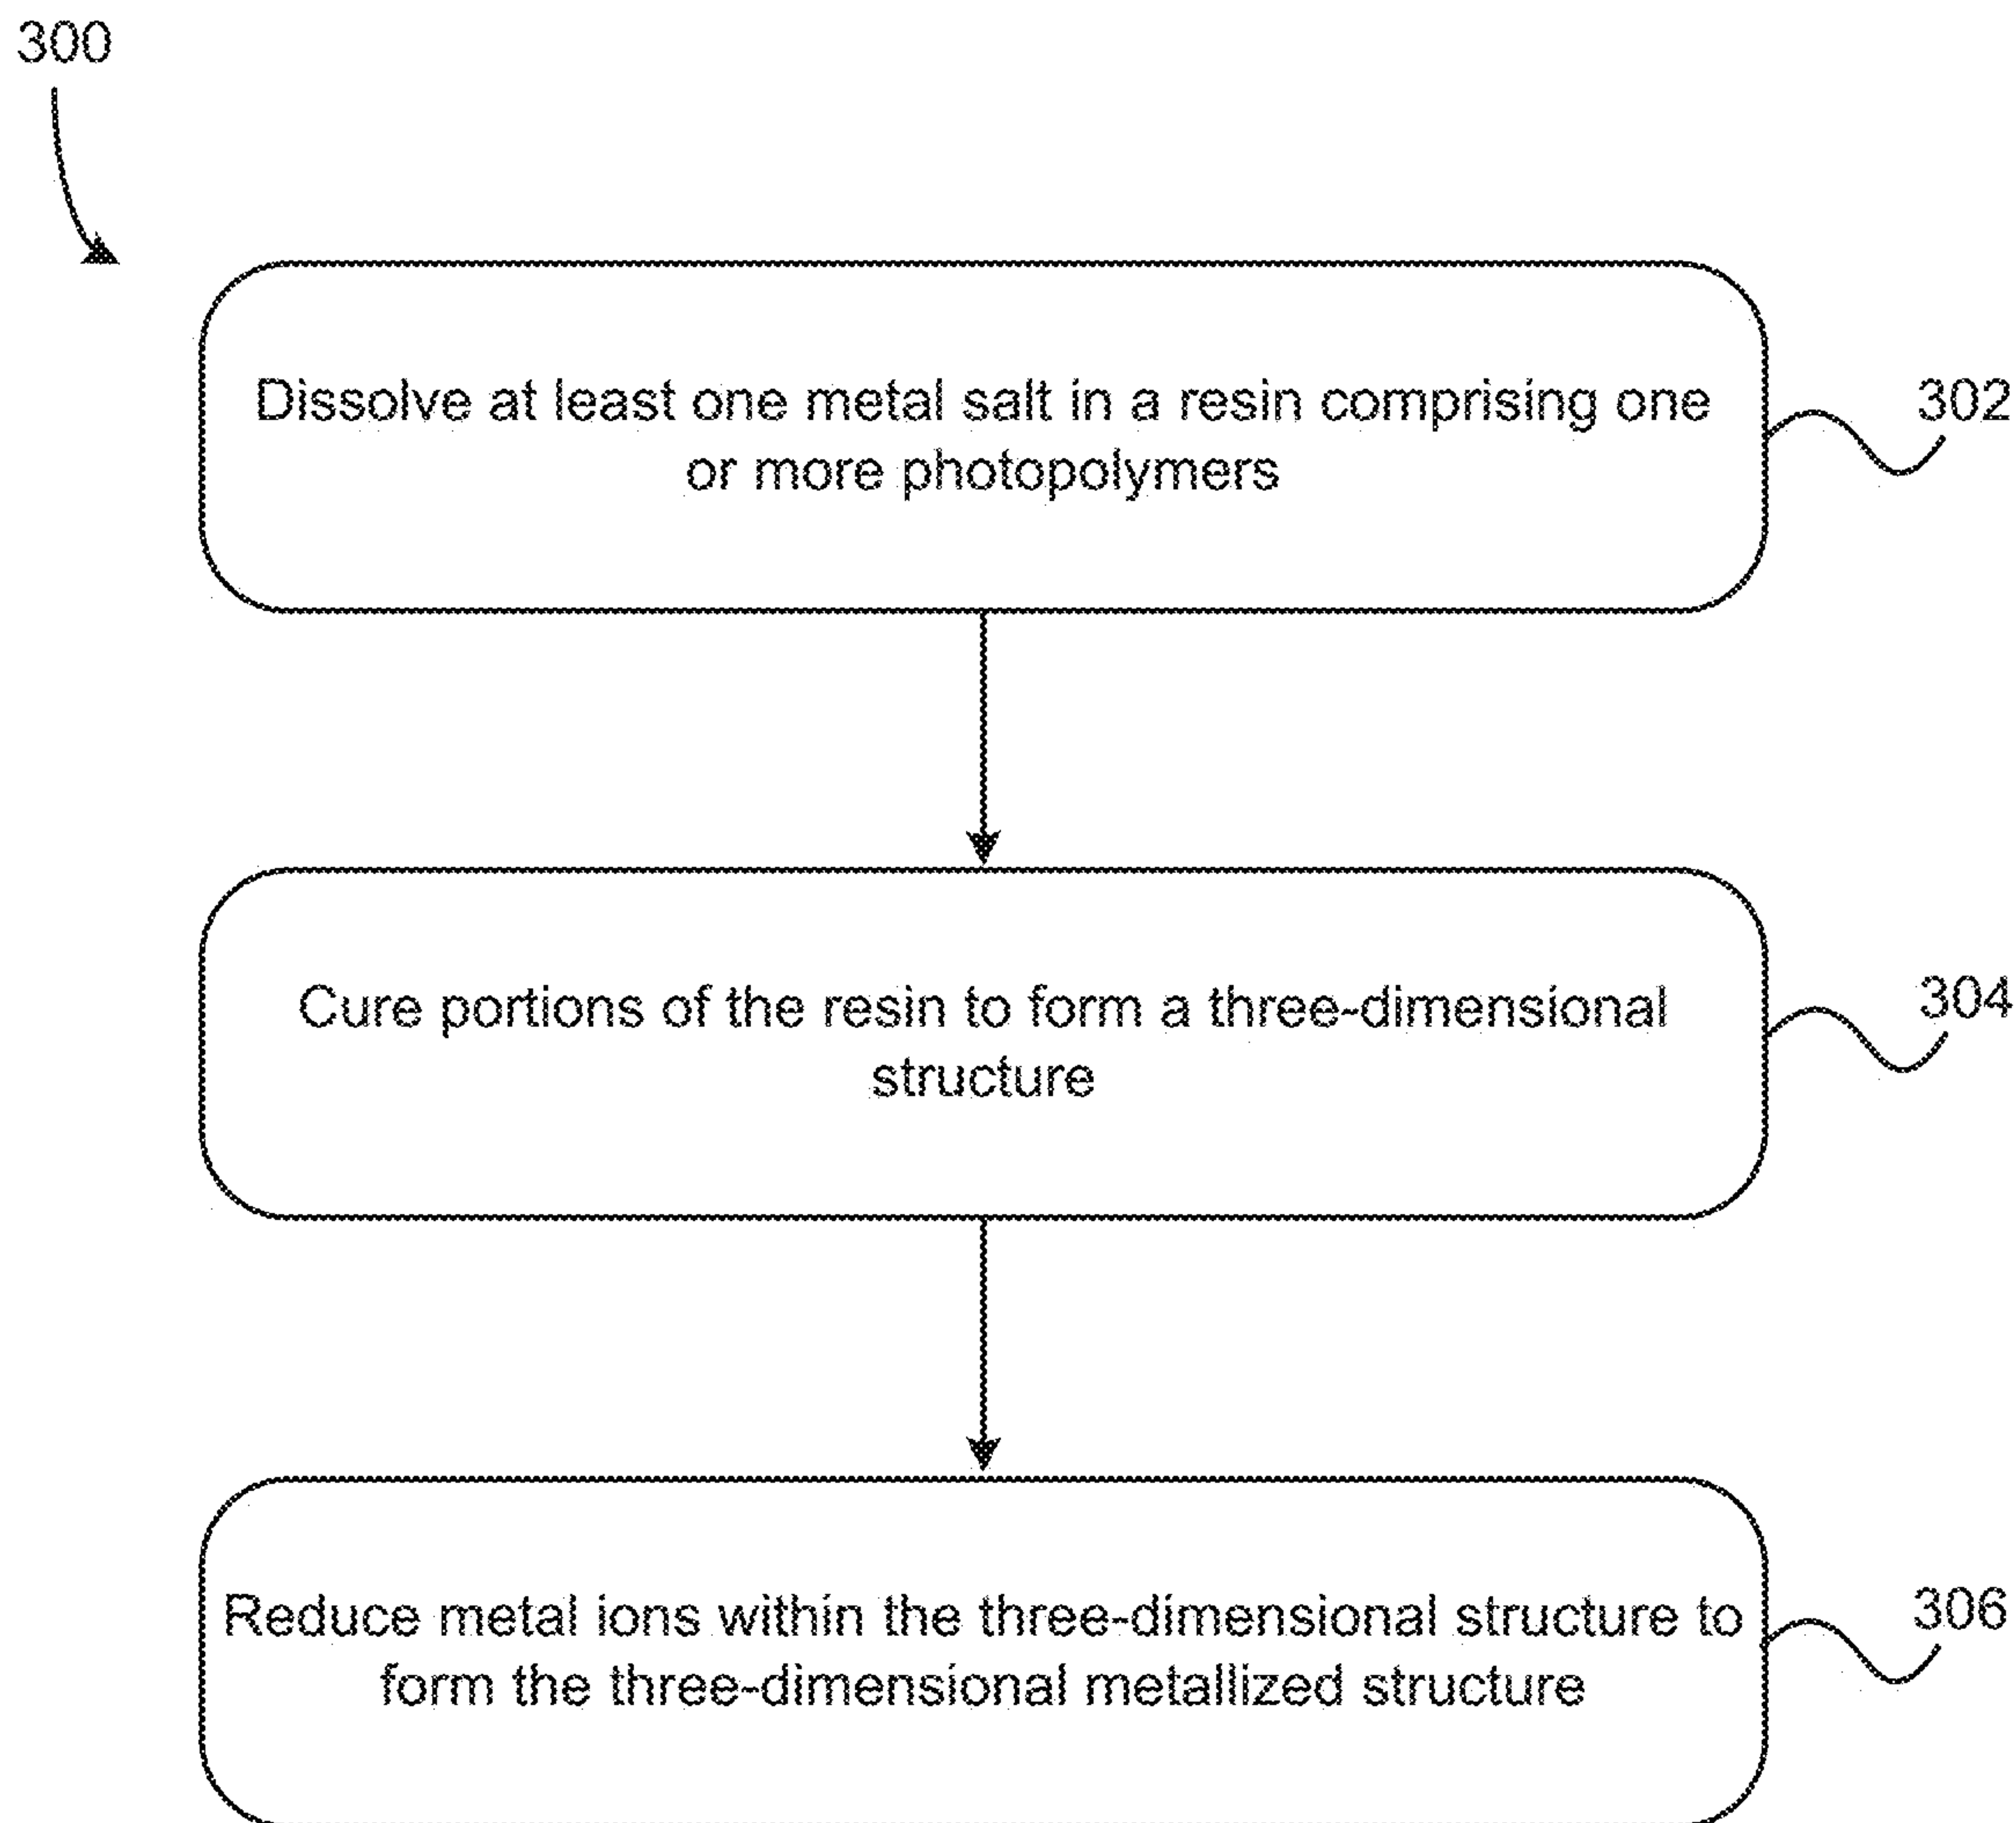 300
Dissolve at least one metal salt in a resin comprising one
or more photopolymers
302
Cure portions of the resin to form a three-dimensional
structure
304
Reduce metal ions within the three-dimensional structure to
form the three-dimensional metallized structure
306